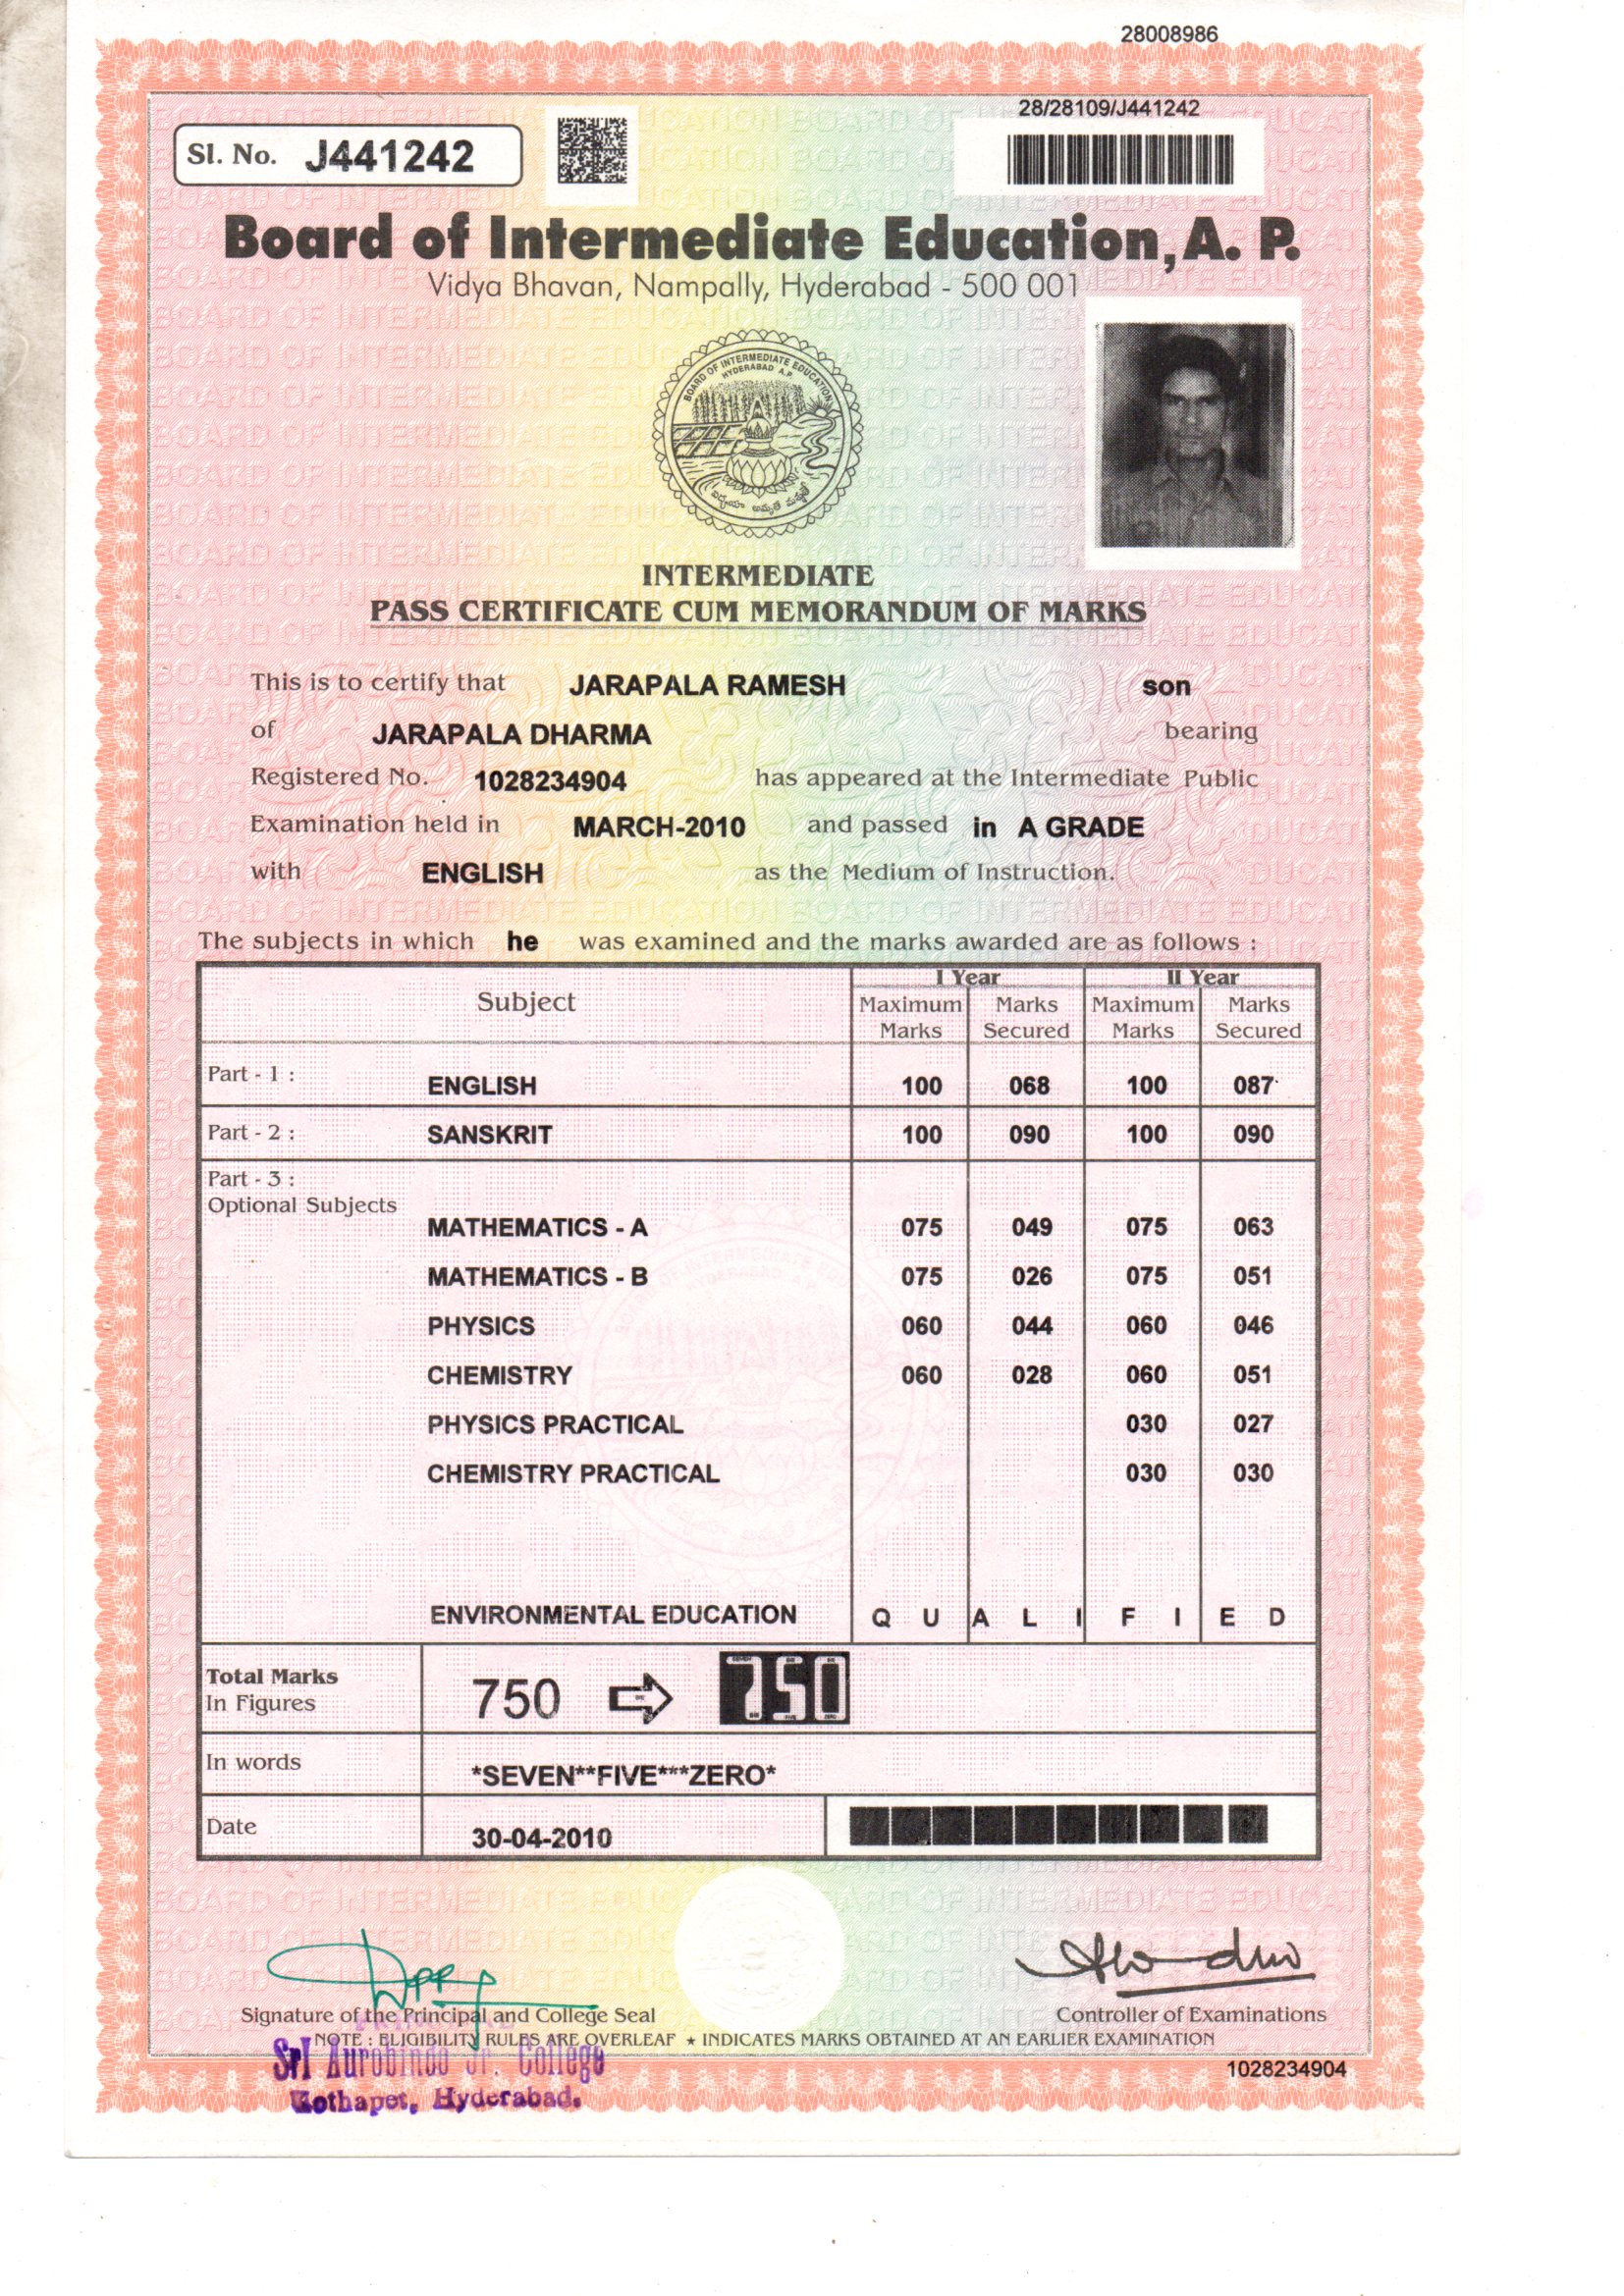 28008986
28/28109/J441242
Sl. No. J441242
Board of Intermediate Education, A. P.
Vidya Bhavan, Nampally, Hyderabad - 500 001
BOARD OF INTERMEDIATE EDUCATION
HYDERABAD A.P.
INTERMEDIATE
PASS CERTIFICATE CUM MEMORANDUM OF MARKS
This is to certify that JARAPALA RAMESH son
of JARAPALA DHARMA bearing
Registered No. 1028234904 has appeared at the Intermediate Public
Examination held in MARCH-2010 and passed in A GRADE
with ENGLISH as the Medium of Instruction.
The subjects in which he was examined and the marks awarded are as follows :
Subject I Year II Year
Maximum Marks Marks Secured Maximum Marks Marks Secured
Part - 1 : ENGLISH 100 068 100 087
Part - 2 : SANSKRIT 100 090 100 090
Part - 3 :
Optional Subjects
MATHEMATICS - A 075 049 075 063
MATHEMATICS - B 075 026 075 051
PHYSICS 060 044 060 046
CHEMISTRY 060 028 060 051
PHYSICS PRACTICAL 030 027
CHEMISTRY PRACTICAL 030 030
ENVIRONMENTAL EDUCATION Q U A L I F I E D
Total Marks
In Figures 750 750
In words *SEVEN**FIVE***ZERO*
Date 30-04-2010
Signature of the Principal and College Seal Controller of Examinations
NOTE : ELIGIBILITY RULES ARE OVERLEAF ★ INDICATES MARKS OBTAINED AT AN EARLIER EXAMINATION
PRINCIPAL
Sri Aurobindo Jr. College
Kothapet, Hyderabad.
1028234904